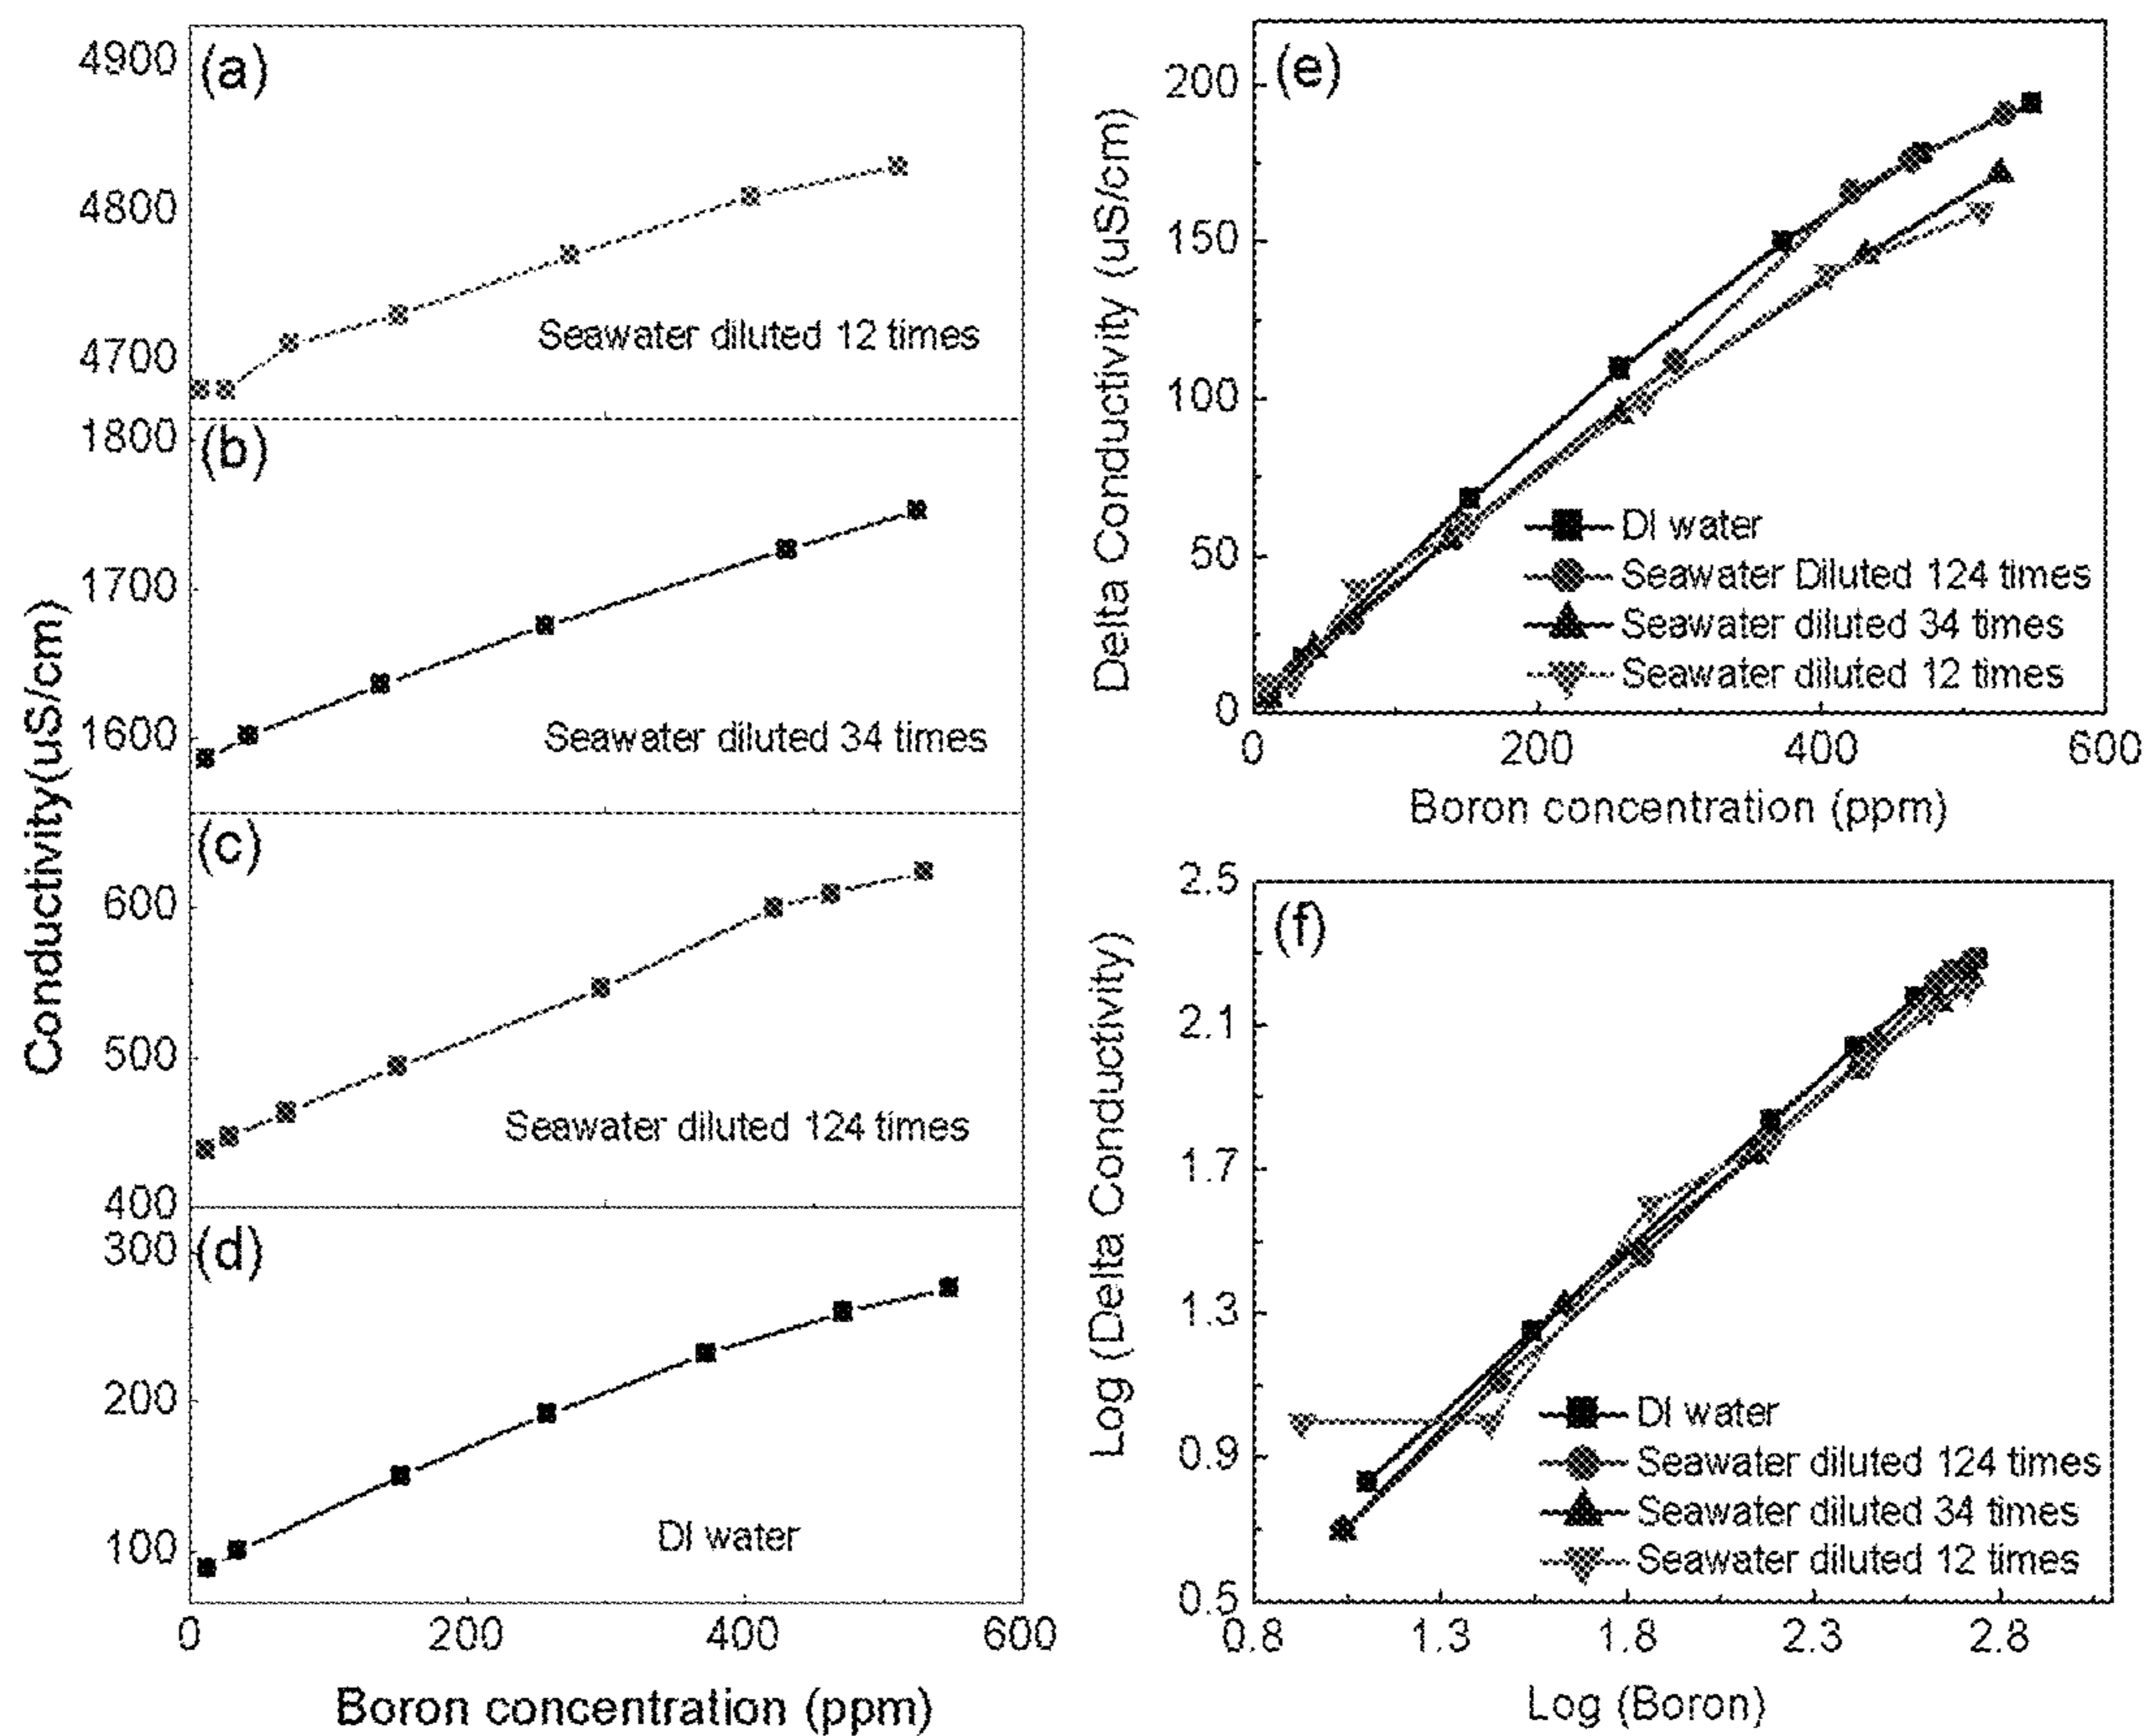 (a)
4900
4800
4700
Seawater diluted 12 times
(b)
1800
1700
1600
Seawater diluted 34 times
(c)
600
500
400
Seawater diluted 124 times
(d)
300
200
100
DI water
0 200 400 600
Boron concentration (ppm)
Conductivity(uS/cm)
(e)
200
150
100
50
0
Delta Conductivity (uS/cm)
DI water
Seawater Diluted 124 times
Seawater diluted 34 times
Seawater diluted 12 times
0 200 400 600
Boron concentration (ppm)
(f)
2.5
2.1
1.7
1.3
0.9
0.5
Log (Delta Conductivity)
DI water
Seawater diluted 124 times
Seawater diluted 34 times
Seawater diluted 12 times
0.8 1.3 1.8 2.3 2.8
Log (Boron)